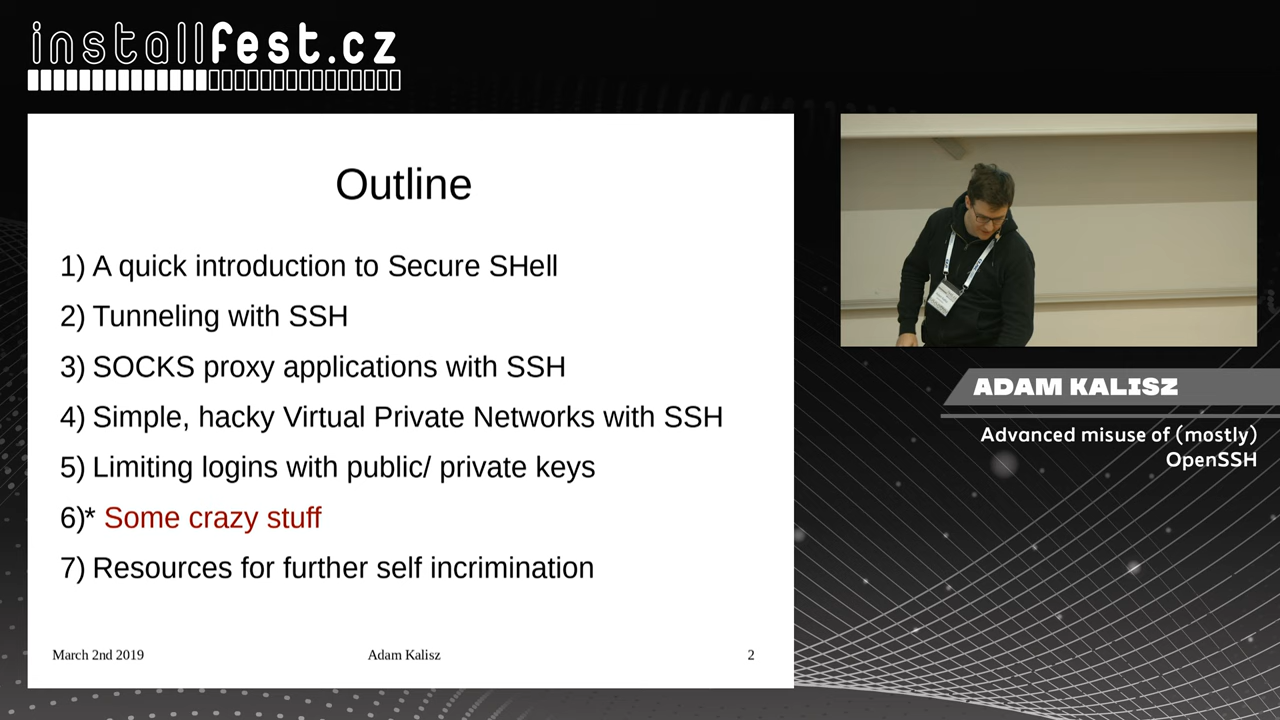 installfest.cz
Outline
1) A quick introduction to Secure SHell
2) Tunneling with SSH
3) SOCKS proxy applications with SSH
4) Simple, hacky Virtual Private Networks with SSH
5) Limiting logins with public/ private keys
6)* Some crazy stuff
7) Resources for further self incrimination
March 2nd 2019
Adam Kalisz
2
ADAM KALISZ
Advanced misuse of (mostly)
OpenSSH